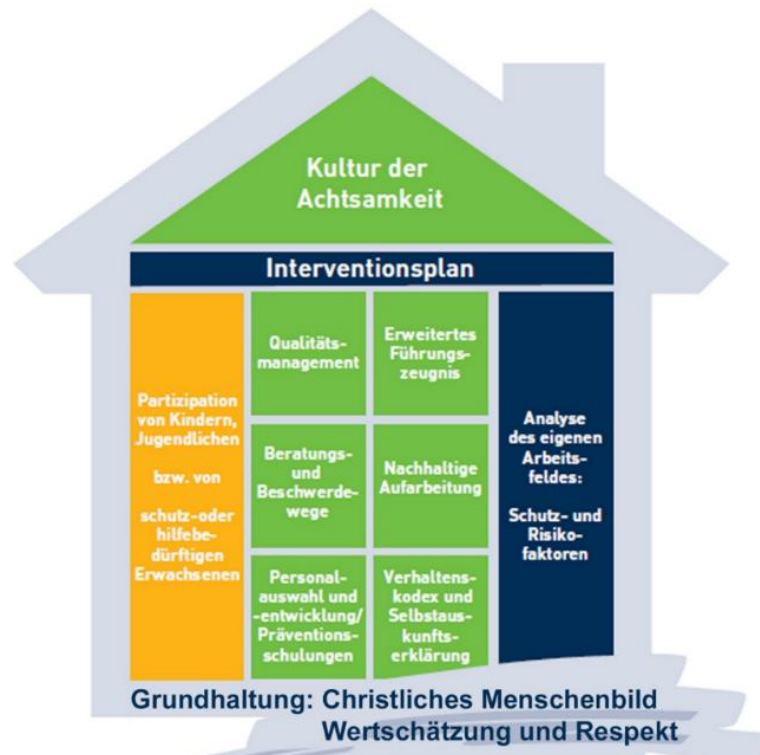 Kultur der
Achtsamkeit
Interventionsplan
Partizipation
von Kindern,
Jugendlichen
bzw. von
schutz-oder
hilfebe-
dürftigen
Erwachsenen
Qualitäts-
management
Erweitertes
Führungs-
zeugnis
Beratungs-
und
Beschwerde-
wege
Nachhaltige
Aufarbeitung
Personal-
auswahl und
-entwicklung/
Präventions-
schulungen
Verhaltens-
kodex und
Selbstaus-
kunfts-
erklärung
Analyse
des eigenen
Arbeits-
feldes:
Schutz- und
Risiko-
faktoren
Grundhaltung: Christliches Menschenbild
Wertschätzung und Respekt